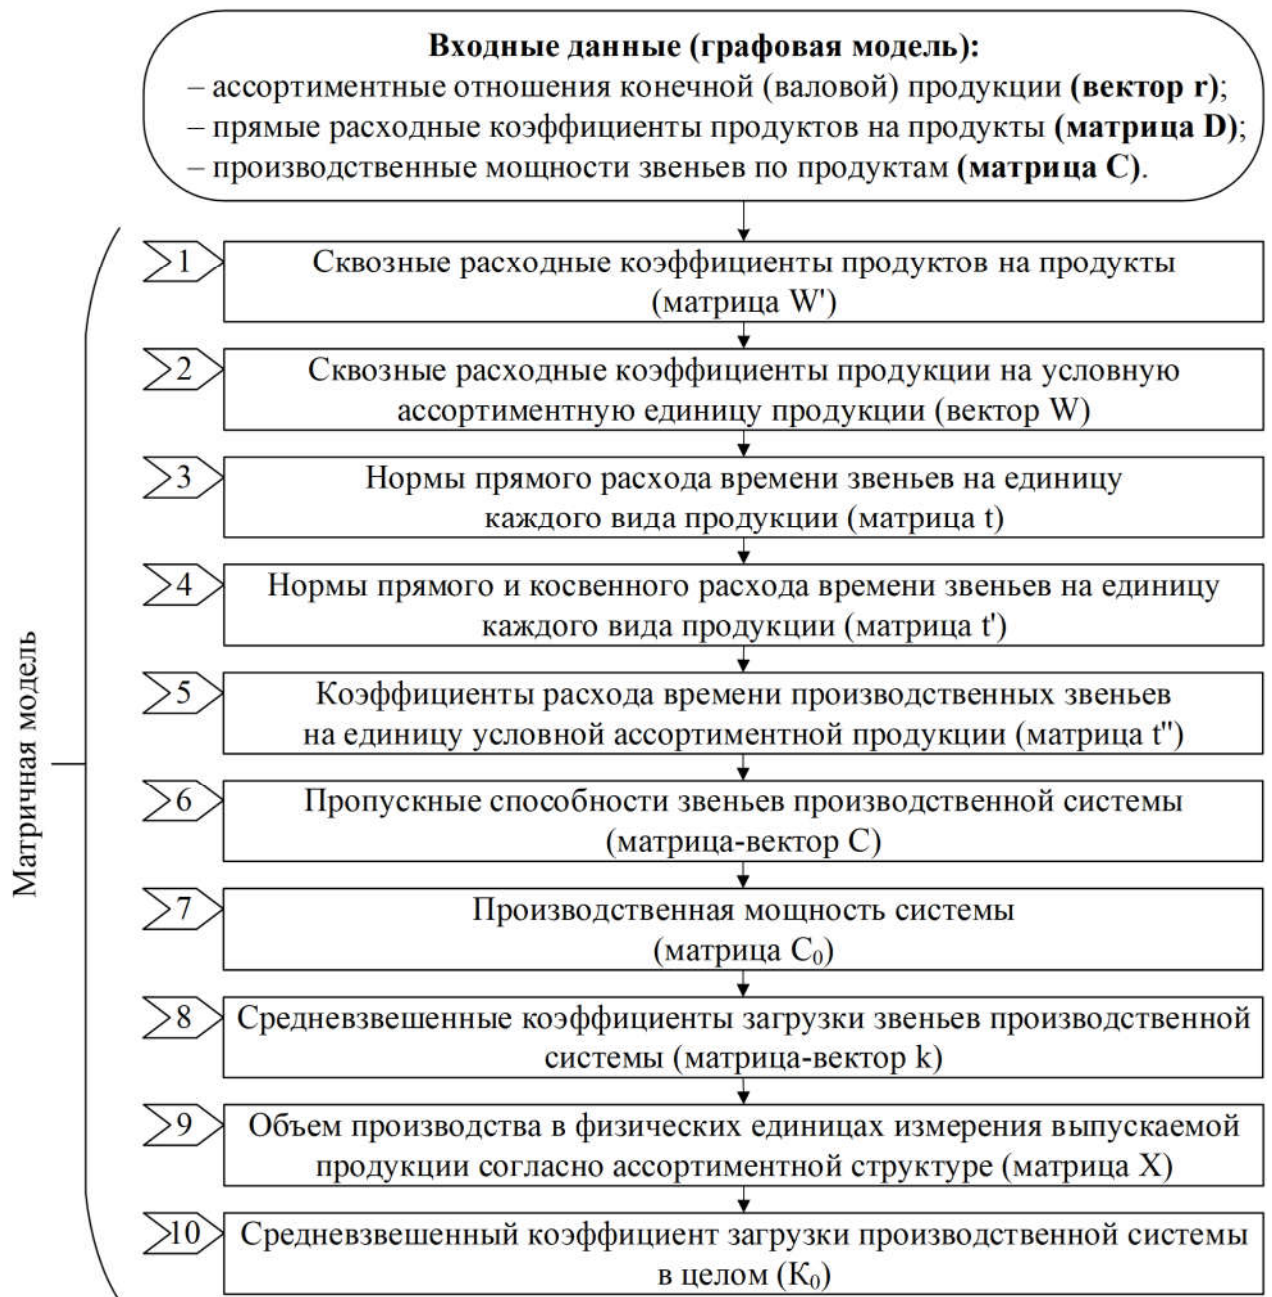 Входные данные (графовая модель):
– ассортиментные отношения конечной (валовой) продукции (вектор r);
– прямые расходные коэффициенты продуктов на продукты (матрица D);
– производственные мощности звеньев по продуктам (матрица C).
Матричная модель
1
Сквозные расходные коэффициенты продуктов на продукты
(матрица W')
2
Сквозные расходные коэффициенты продукции на условную
ассортиментную единицу продукции (вектор W)
3
Нормы прямого расхода времени звеньев на единицу
каждого вида продукции (матрица t)
4
Нормы прямого и косвенного расхода времени звеньев на единицу
каждого вида продукции (матрица t')
5
Коэффициенты расхода времени производственных звеньев
на единицу условной ассортиментной продукции (матрица t'')
6
Пропускные способности звеньев производственной системы
(матрица-вектор C)
7
Производственная мощность системы
(матрица C₀)
8
Средневзвешенные коэффициенты загрузки звеньев производственной
системы (матрица-вектор k)
9
Объем производства в физических единицах измерения выпускаемой
продукции согласно ассортиментной структуре (матрица X)
10
Средневзвешенный коэффициент загрузки производственной системы
в целом (K₀)